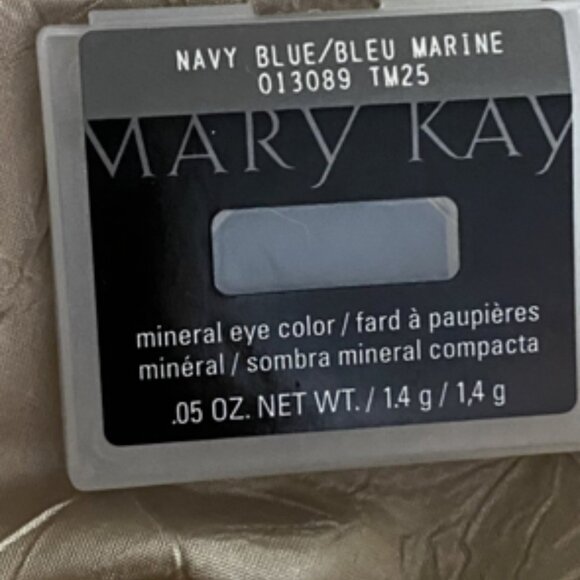 NAVY BLUE/BLEU MARINE
013089 TM25
MARY KAY
mineral eye color / fard à paupières
minéral / sombra mineral compacta
.05 OZ. NET WT. / 1.4 g / 1,4 g